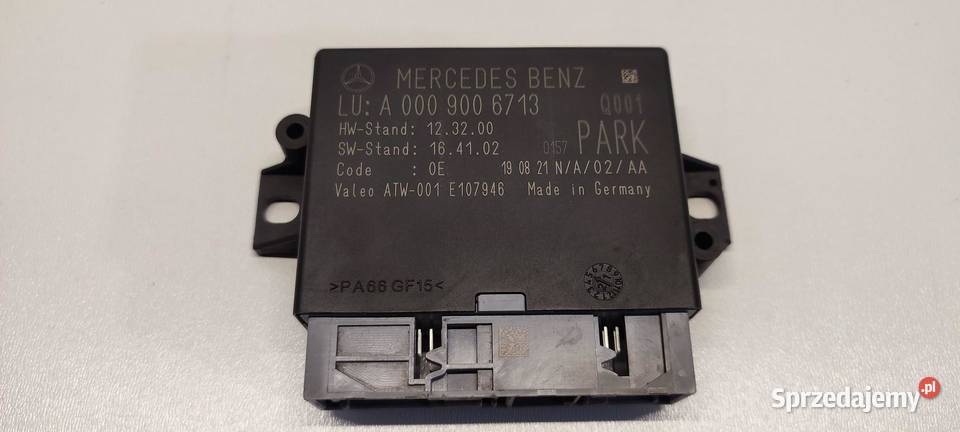 MERCEDES BENZ
LU: A 000 900 6713 Q001
HW-Stand: 12.32.00
SW-Stand: 16.41.02 0157 PARK
Code : OE 19 08 21 N/A/02/AA
Valeo ATW-001 E107946 Made in Germany
>PA66 GF15<
Sprzedajemy.pl